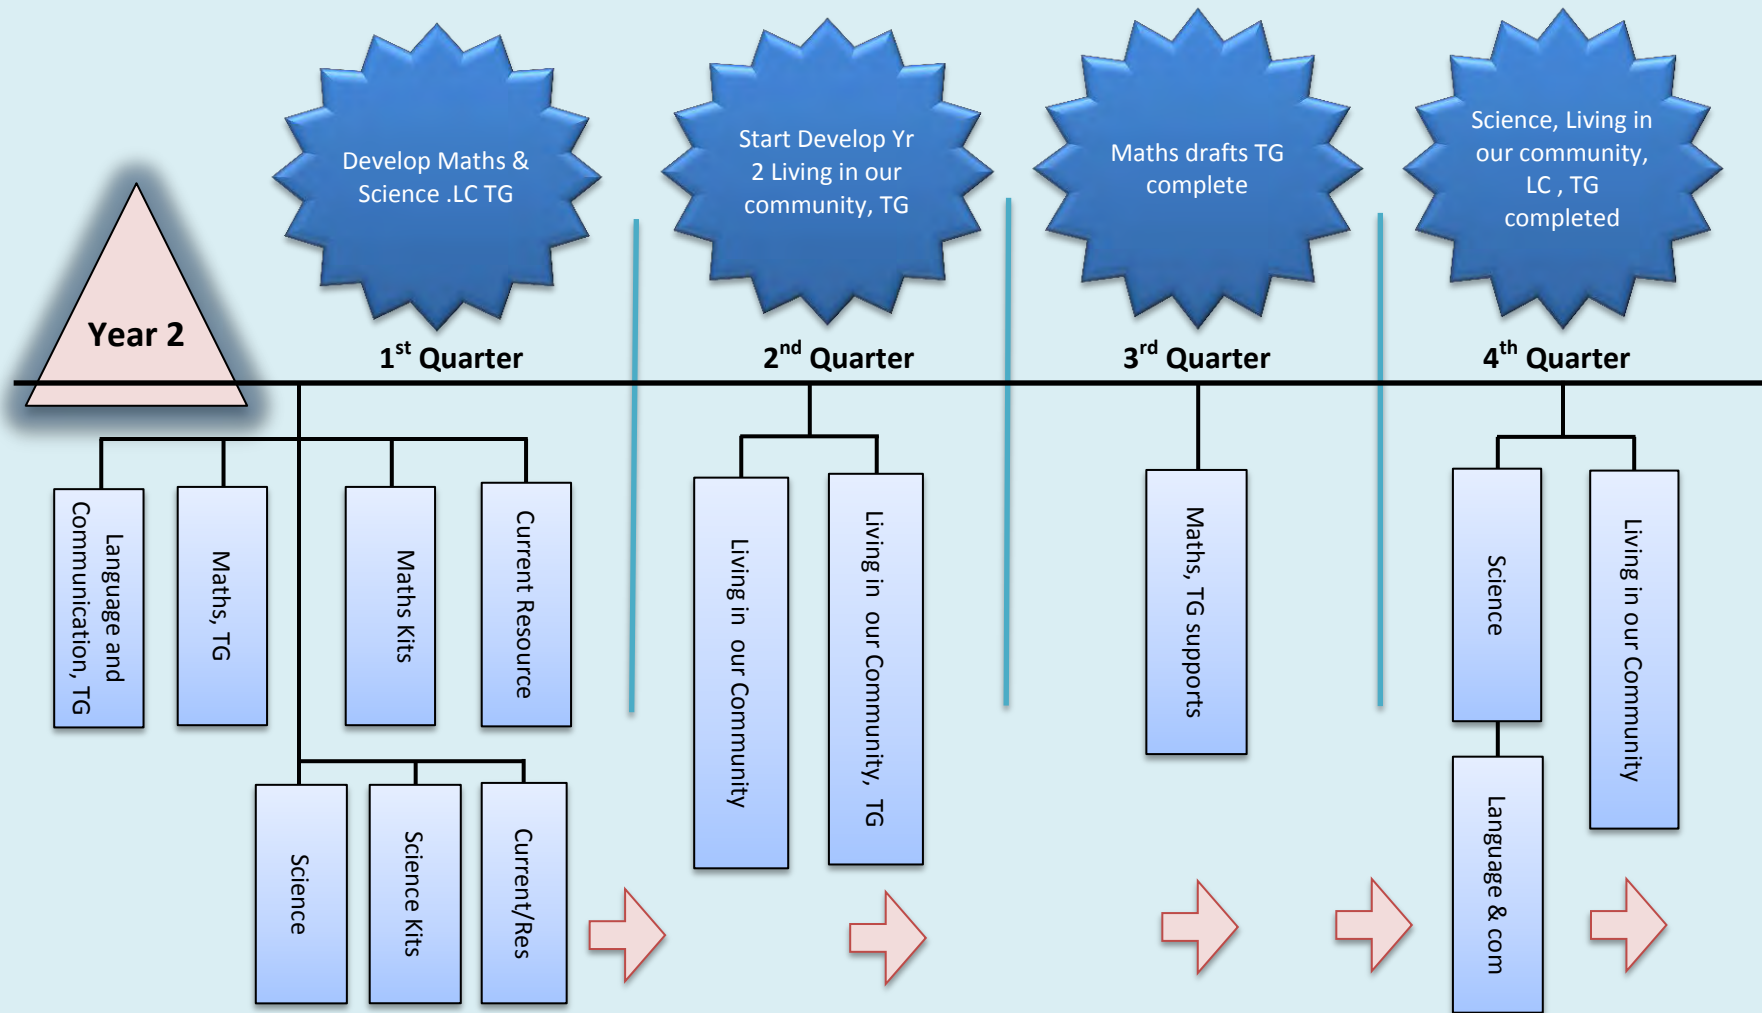 Develop Maths &
Science .LC TG
Start Develop Yr
2 Living in our
community, TG
Maths drafts TG
complete
Science, Living in
our community,
LC , TG
completed
Year 2
1st Quarter
2nd Quarter
3rd Quarter
4th Quarter
Language and
Communication, TG
Maths, TG
Maths Kits
Current Resource
Living in our Community
Living in our Community, TG
Maths, TG supports
Science
Living in our Community
Science
Science Kits
Current/Res
Language & com